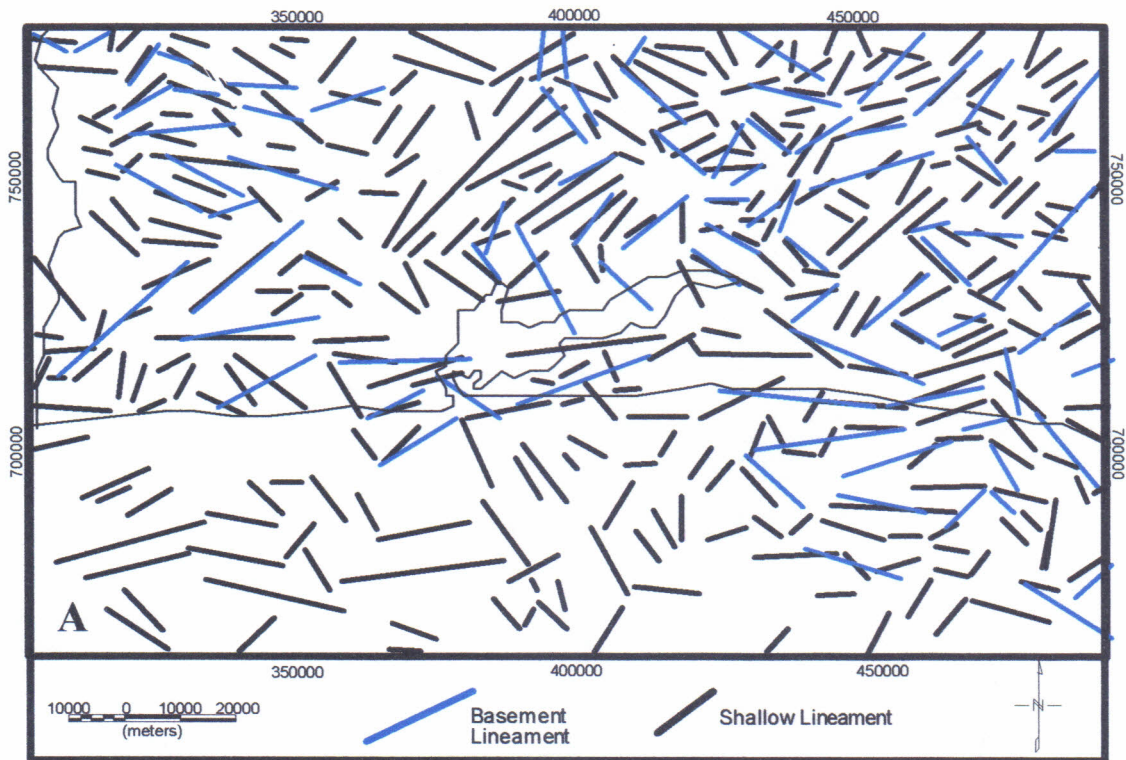 350000 400000 450000
750000 750000
700000 700000
A
350000 400000 450000
10000 0 10000 20000
(meters)
Basement
Lineament
Shallow Lineament
N